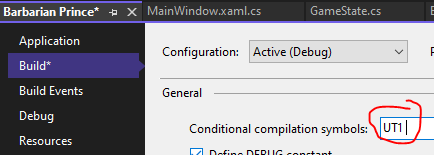 Barbarian Prince* MainWindow.xaml.cs GameState.cs
Application
Configuration: Active (Debug)
Build*
Build Events
General
Debug
Conditional compilation symbols: UT1
Resources
Define DEBUG constant